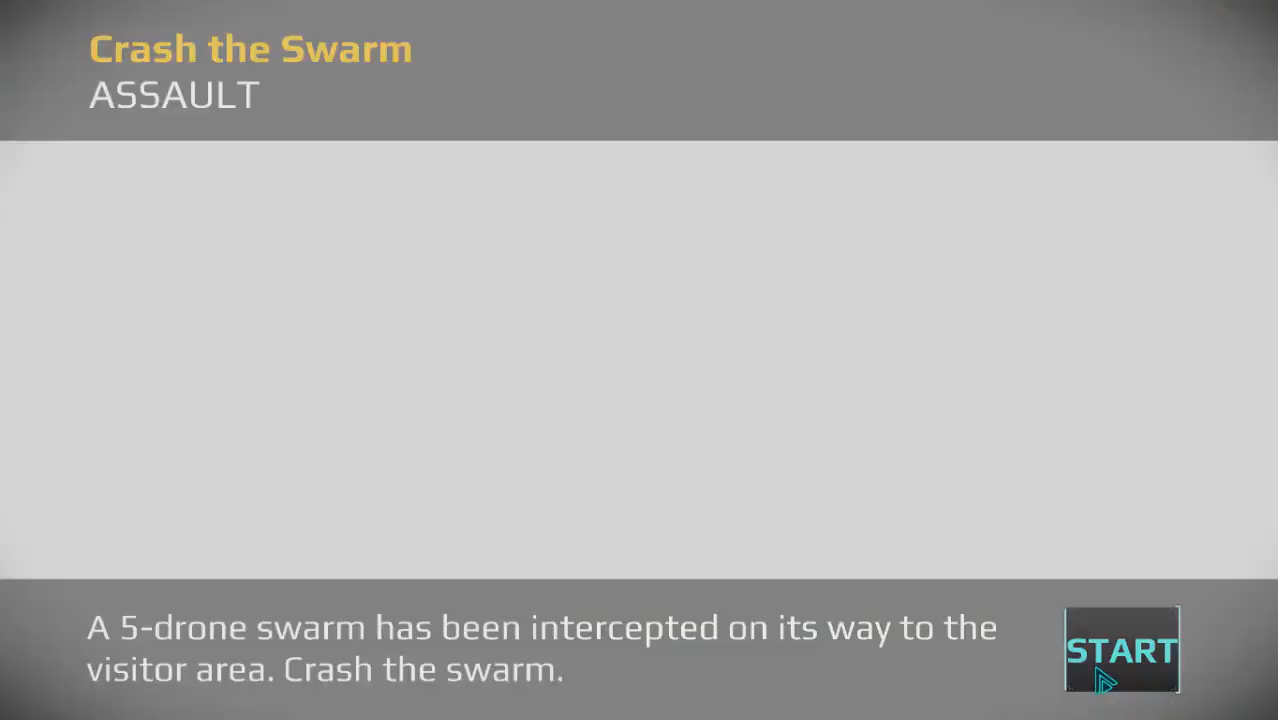 Crash the Swarm
ASSAULT
A 5-drone swarm has been intercepted on its way to the
visitor area. Crash the swarm.
START